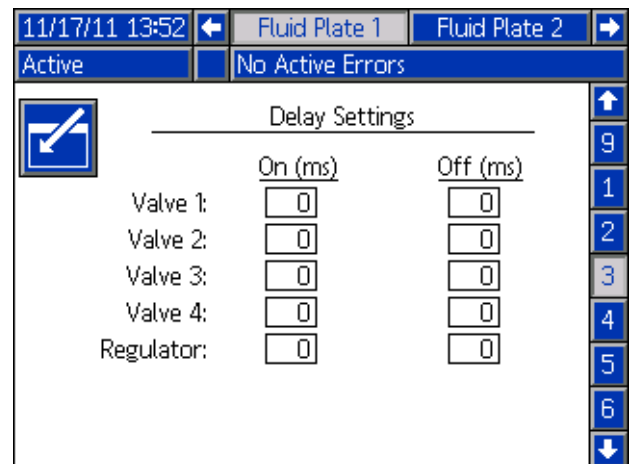 11/17/11 13:52 Fluid Plate 1 Fluid Plate 2
Active No Active Errors
Delay Settings
On (ms) Off (ms)
Valve 1: 0 0
Valve 2: 0 0
Valve 3: 0 0
Valve 4: 0 0
Regulator: 0 0
9
1
2
3
4
5
6